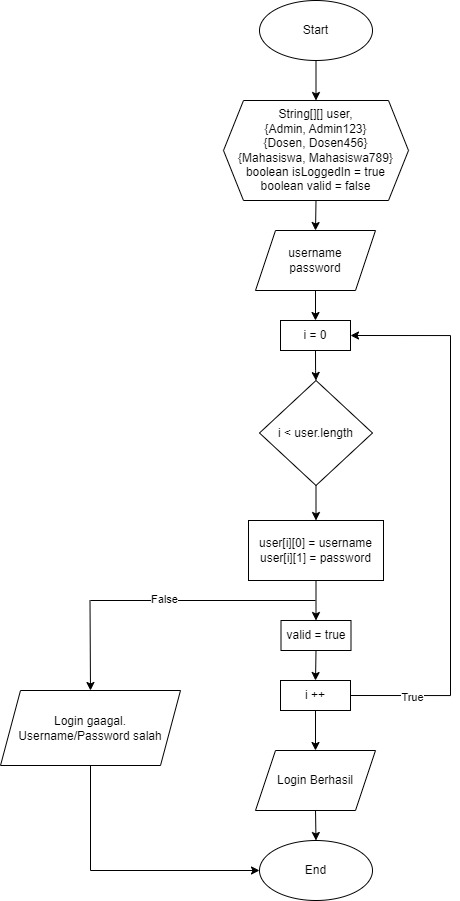 Start
String[][] user,
{Admin, Admin123}
{Dosen, Dosen456}
{Mahasiswa, Mahasiswa789}
boolean isLoggedIn = true
boolean valid = false
username
password
i = 0
i < user.length
user[i][0] = username
user[i][1] = password
False
valid = true
i ++
True
Login gaagal.
Username/Password salah
Login Berhasil
End